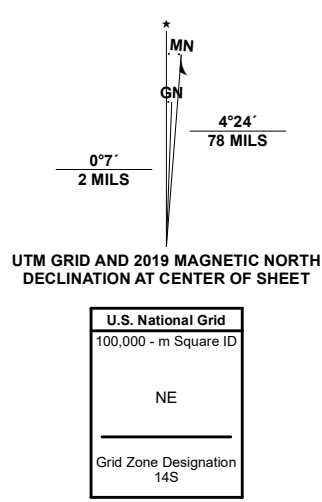 ★
MN
GN
4°24´
78 MILS
0°7´
2 MILS
UTM GRID AND 2019 MAGNETIC NORTH
DECLINATION AT CENTER OF SHEET
U.S. National Grid
100,000 - m Square ID
NE
Grid Zone Designation
14S